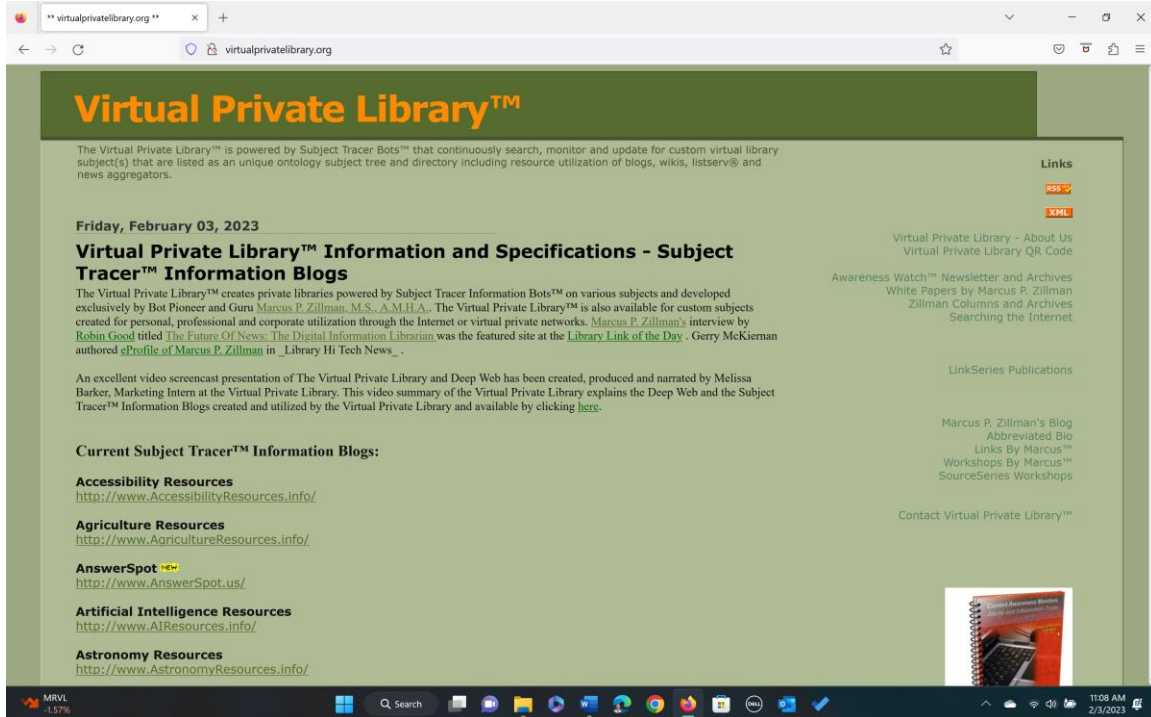 ** virtualprivatelibrary.org **
virtualprivatelibrary.org
Virtual Private Library™
The Virtual Private Library™ is powered by Subject Tracer Bots™ that continuously search, monitor and update for custom virtual library
subject(s) that are listed as an unique ontology subject tree and directory including resource utilization of blogs, wikis, listserv® and
news aggregators.
Friday, February 03, 2023
Virtual Private Library™ Information and Specifications - Subject
Tracer™ Information Blogs
The Virtual Private Library™ creates private libraries powered by Subject Tracer Information Bots™ on various subjects and developed
exclusively by Bot Pioneer and Guru Marcus P. Zillman, M.S., A.M.H.A.. The Virtual Private Library™ is also available for custom subjects
created for personal, professional and corporate utilization through the Internet or virtual private networks. Marcus P. Zillman's interview by
Robin Good titled The Future Of News: The Digital Information Librarian was the featured site at the Library Link of the Day . Gerry McKiernan
authored eProfile of Marcus P. Zillman in _Library Hi Tech News_ .
An excellent video screencast presentation of The Virtual Private Library and Deep Web has been created, produced and narrated by Melissa
Barker, Marketing Intern at the Virtual Private Library. This video summary of the Virtual Private Library explains the Deep Web and the Subject
Tracer™ Information Blogs created and utilized by the Virtual Private Library and available by clicking here.
Current Subject Tracer™ Information Blogs:
Accessibility Resources
http://www.AccessibilityResources.info/
Agriculture Resources
http://www.AgricultureResources.info/
AnswerSpot NEW
http://www.AnswerSpot.us/
Artificial Intelligence Resources
http://www.AIResources.info/
Astronomy Resources
http://www.AstronomyResources.info/
Links
RSS
XML
Virtual Private Library - About Us
Virtual Private Library QR Code
Awareness Watch™ Newsletter and Archives
White Papers by Marcus P. Zillman
Zillman Columns and Archives
Searching the Internet
LinkSeries Publications
Marcus P. Zillman's Blog
Abbreviated Bio
Links By Marcus™
Workshops By Marcus™
SourceSeries Workshops
Contact Virtual Private Library™
Current Awareness Monitors,
MRVL
-1.57%
Search
11:08 AM
2/3/2023